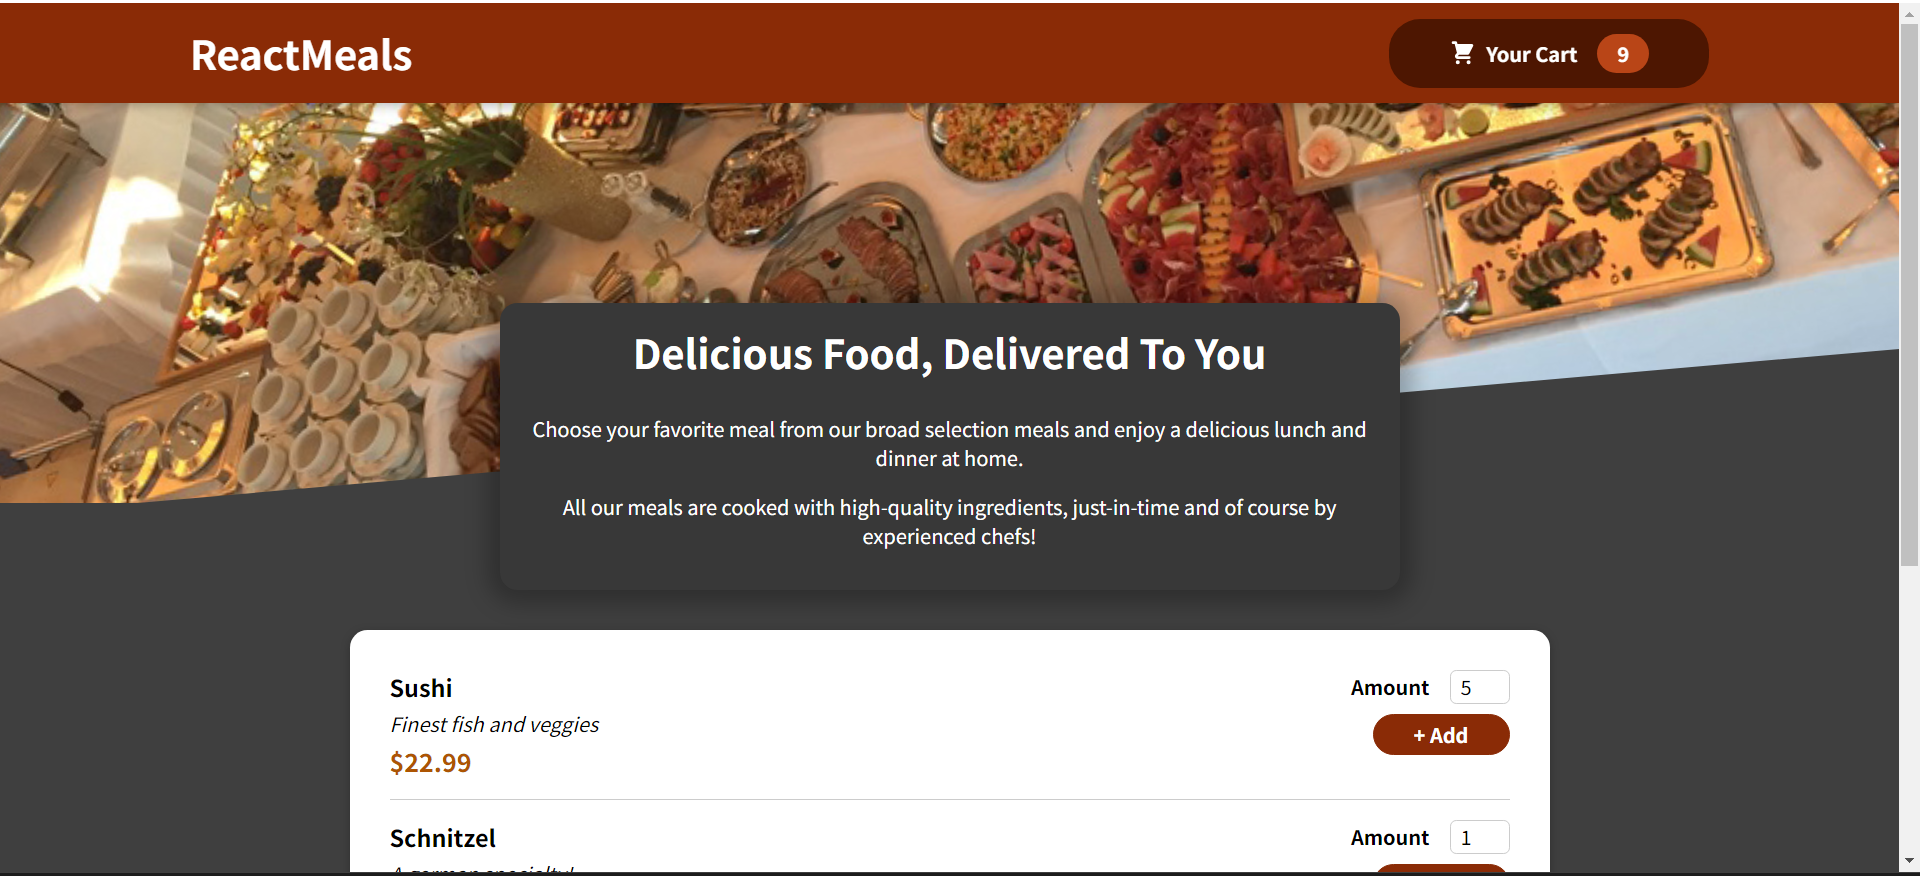 ReactMeals
Your Cart 9
Delicious Food, Delivered To You
Choose your favorite meal from our broad selection meals and enjoy a delicious lunch and
dinner at home.
All our meals are cooked with high-quality ingredients, just-in-time and of course by
experienced chefs!
Sushi
Amount 5
Finest fish and veggies
+ Add
$22.99
Schnitzel
Amount 1
A german specialty!